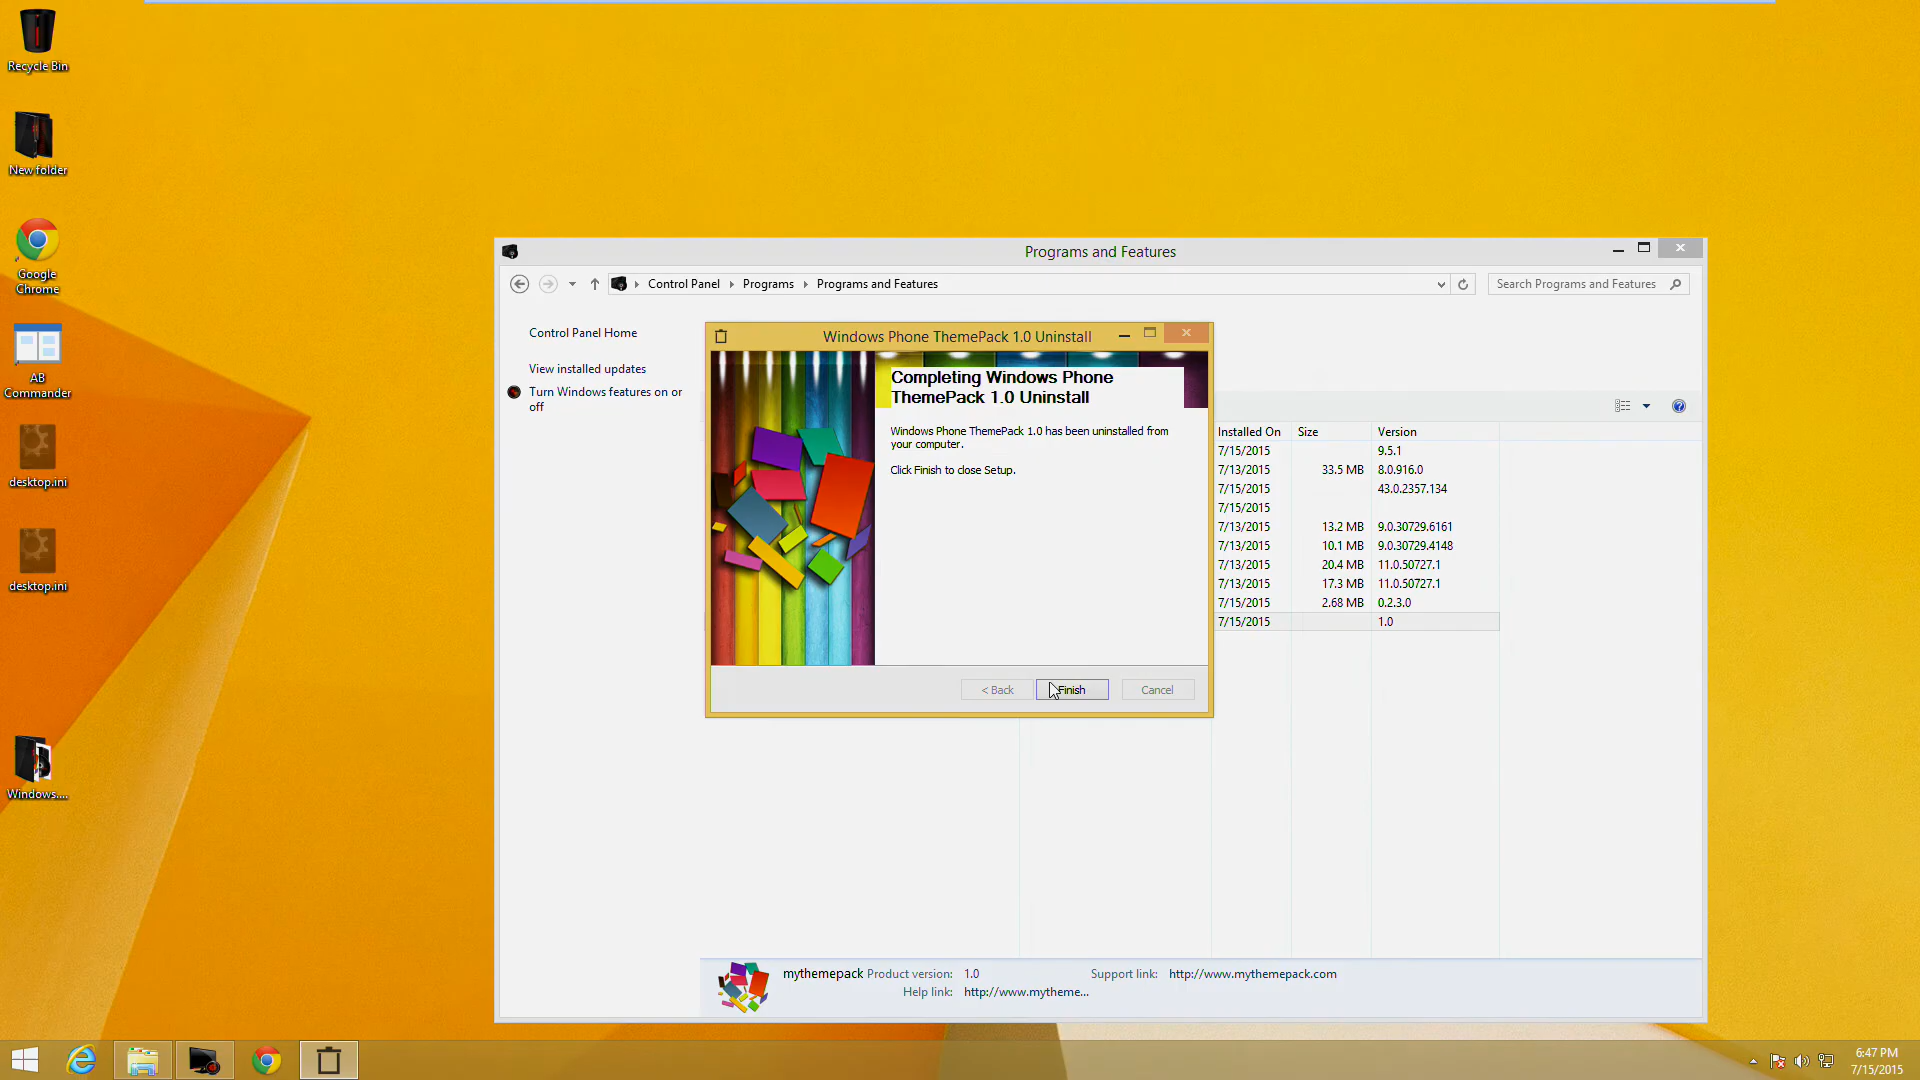 Recycle Bin
New folder
Google
Chrome
AB
Commander
desktop.ini
desktop.ini
Windows....
Programs and Features
Control Panel
Programs
Programs and Features
Search Programs and Features
Control Panel Home
View installed updates
Turn Windows features on or
off
Windows Phone ThemePack 1.0 Uninstall
Completing Windows Phone
ThemePack 1.0 Uninstall
Windows Phone ThemePack 1.0 has been uninstalled from
your computer.
Click Finish to close Setup.
< Back
Finish
Cancel
Installed On Size Version
7/15/2015 9.5.1
7/13/2015 33.5 MB 8.0.916.0
7/15/2015 43.0.2357.134
7/15/2015
7/13/2015 13.2 MB 9.0.30729.6161
7/13/2015 10.1 MB 9.0.30729.4148
7/13/2015 20.4 MB 11.0.50727.1
7/13/2015 17.3 MB 11.0.50727.1
7/15/2015 2.68 MB 0.2.3.0
7/15/2015 1.0
mythemepack Product version: 1.0 Support link: http://www.mythemepack.com
Help link: http://www.mytheme...
6:47 PM
7/15/2015